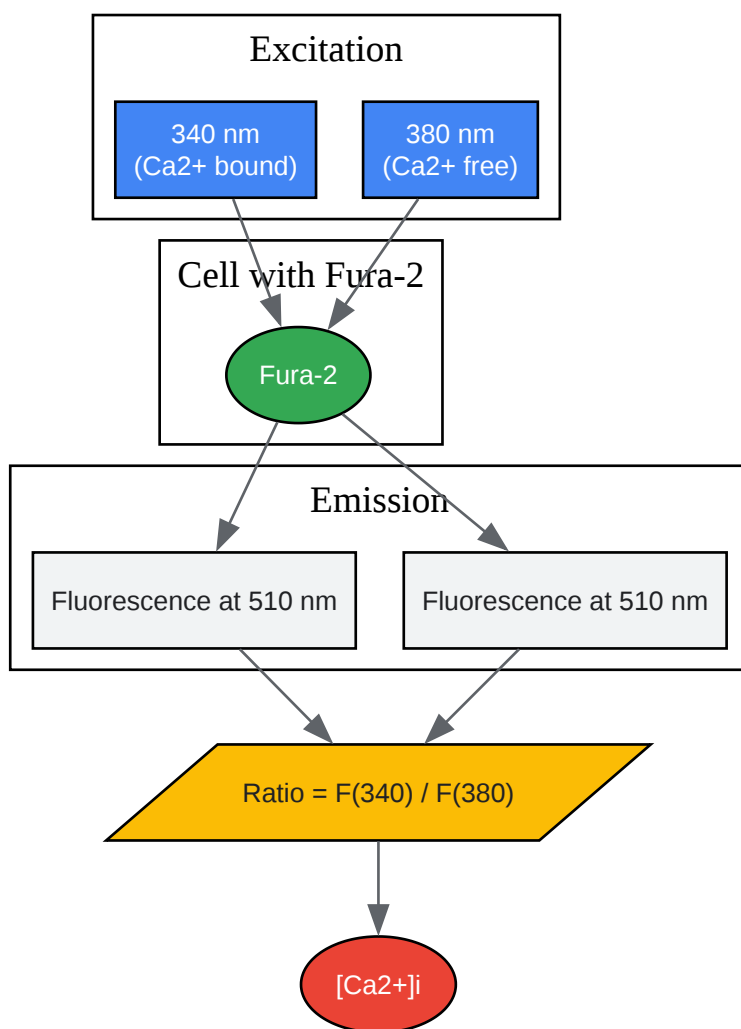 Excitation
340 nm
(Ca2+ bound)
380 nm
(Ca2+ free)
Cell with Fura-2
Fura-2
Emission
Fluorescence at 510 nm
Fluorescence at 510 nm
Ratio = F(340) / F(380)
[Ca2+]i